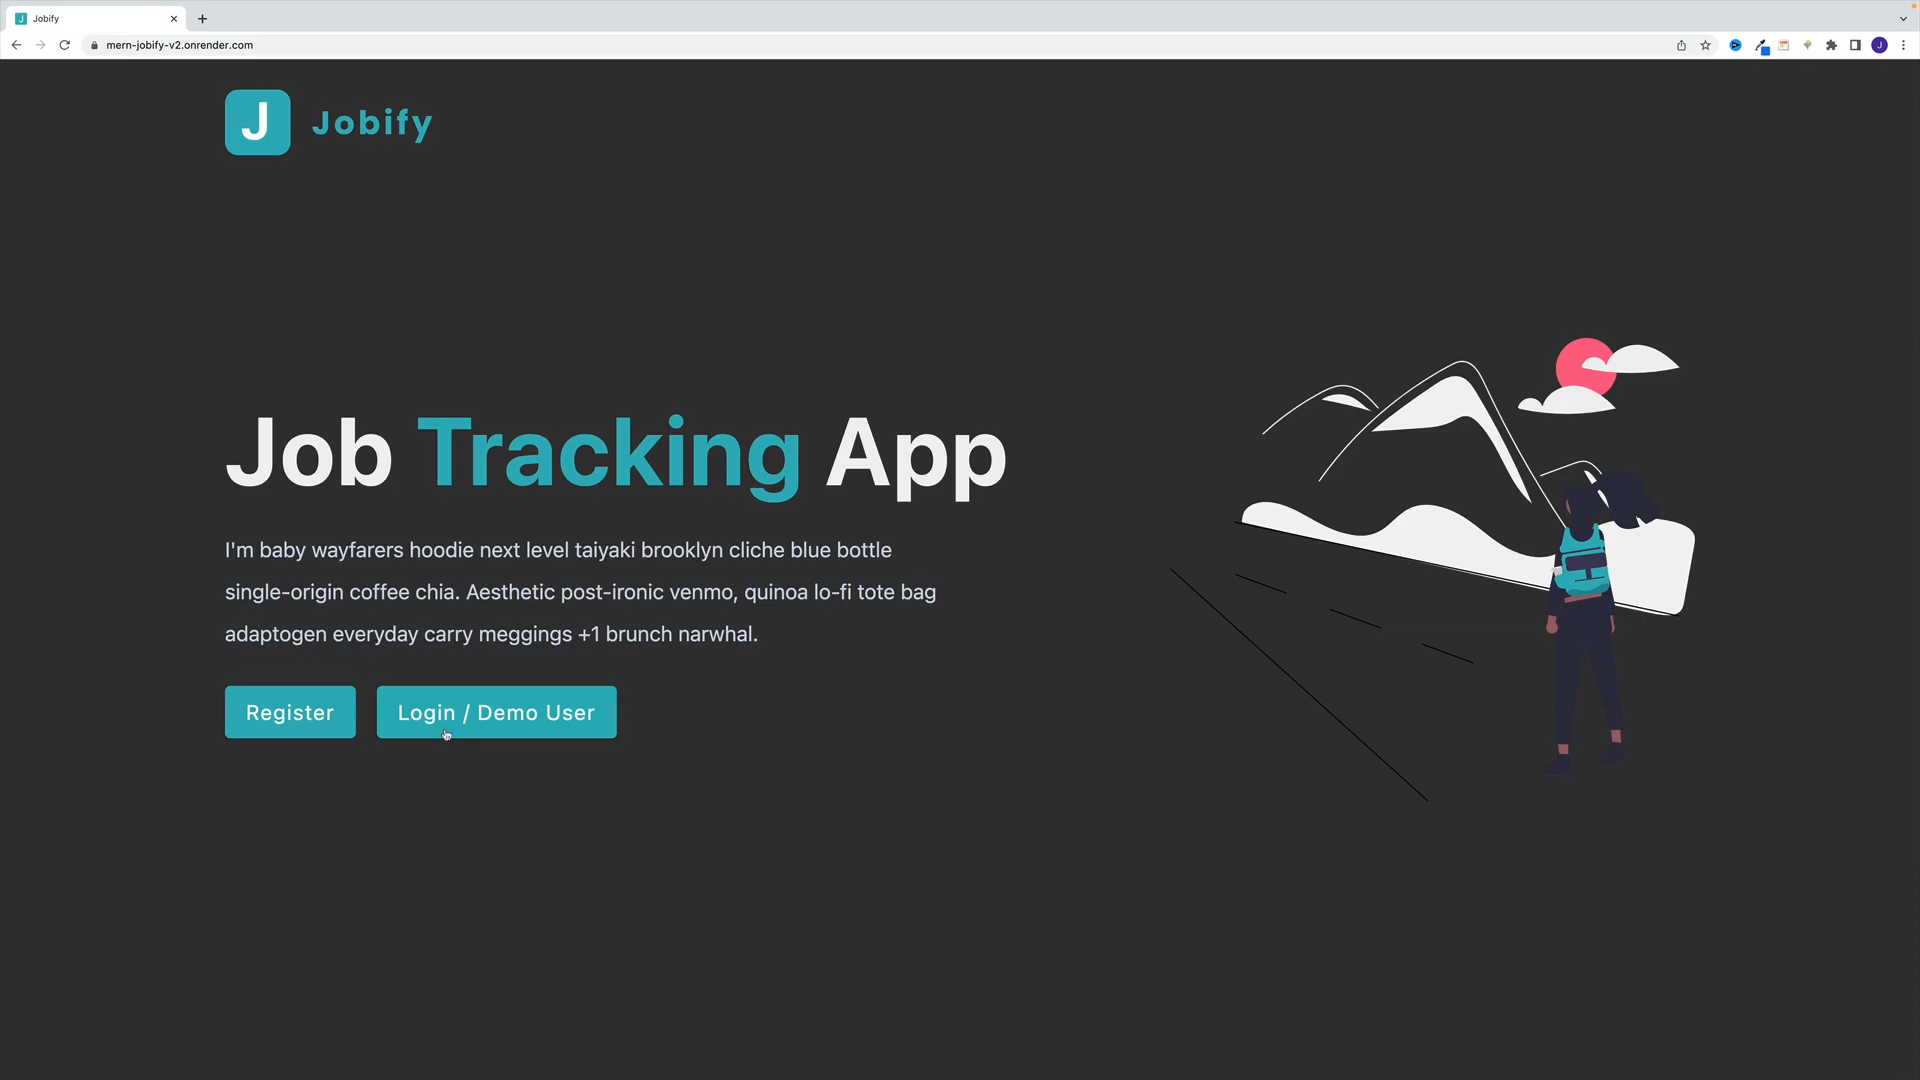 Jobify
mern-jobify-v2.onrender.com
J
J
Jobify
Job Tracking App
I'm baby wayfarers hoodie next level taiyaki brooklyn cliche blue bottle
single-origin coffee chia. Aesthetic post-ironic venmo, quinoa lo-fi tote bag
adaptogen everyday carry meggings +1 brunch narwhal.
Register
Login / Demo User